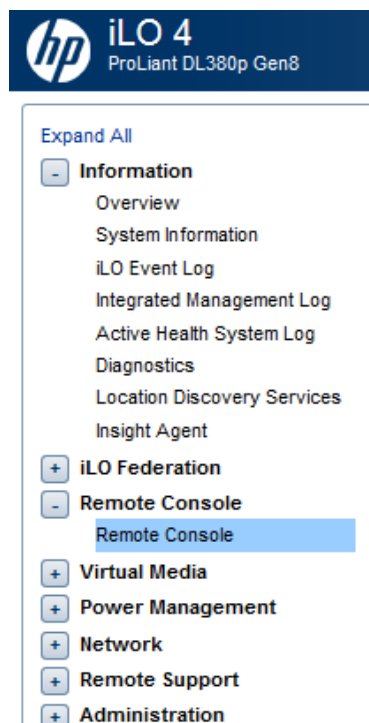 hp
iLO 4
ProLiant DL380p Gen8
Expand All
- Information
Overview
System Information
iLO Event Log
Integrated Management Log
Active Health System Log
Diagnostics
Location Discovery Services
Insight Agent
+ iLO Federation
- Remote Console
Remote Console
+ Virtual Media
+ Power Management
+ Network
+ Remote Support
+ Administration